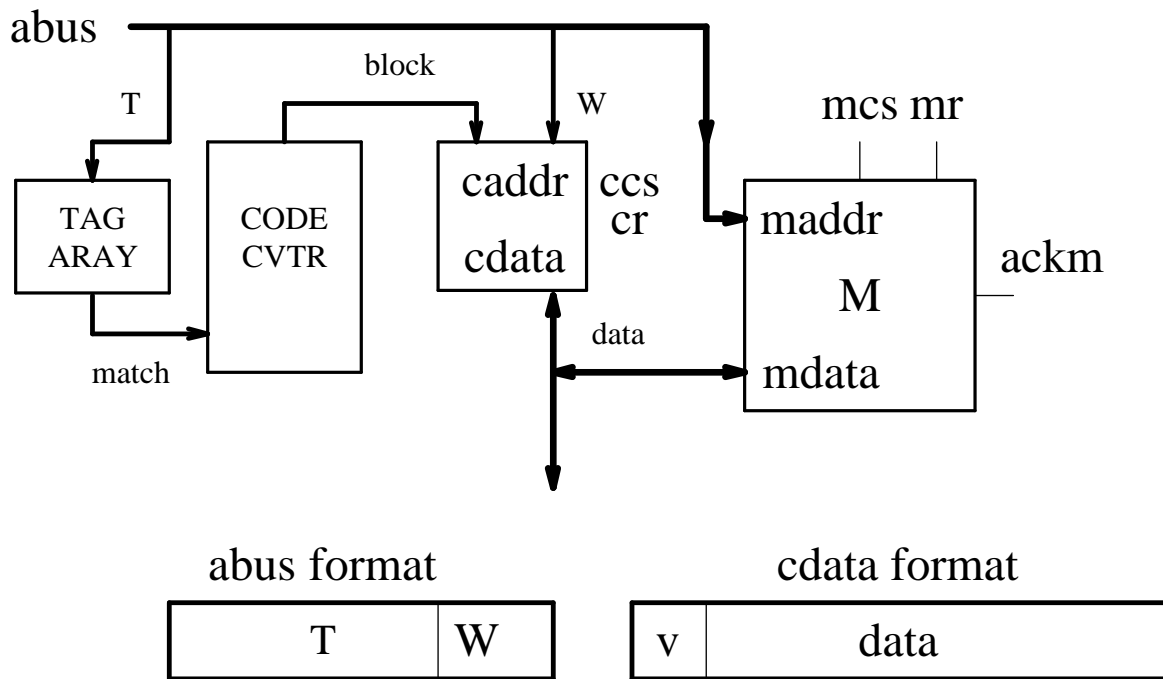 abus
block
T
W
mcs mr
TAG
ARAY
CODE
CVTR
caddr
cdata
ccs
cr
maddr
M
mdata
ackm
match
data
abus format
T
W
cdata format
v
data